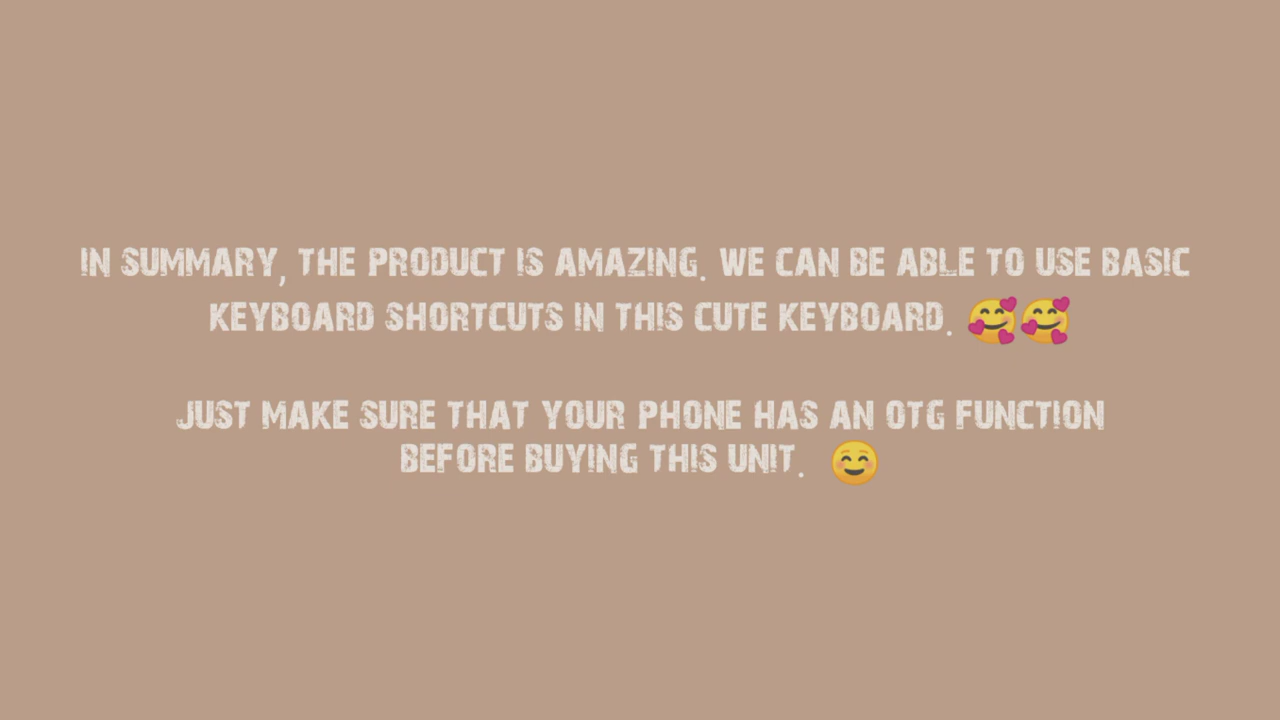 IN SUMMARY, THE PRODUCT IS AMAZING. WE CAN BE ABLE TO USE BASIC
KEYBOARD SHORTCUTS IN THIS CUTE KEYBOARD. 🥰🥰
JUST MAKE SURE THAT YOUR PHONE HAS AN OTG FUNCTION
BEFORE BUYING THIS UNIT. ☺️